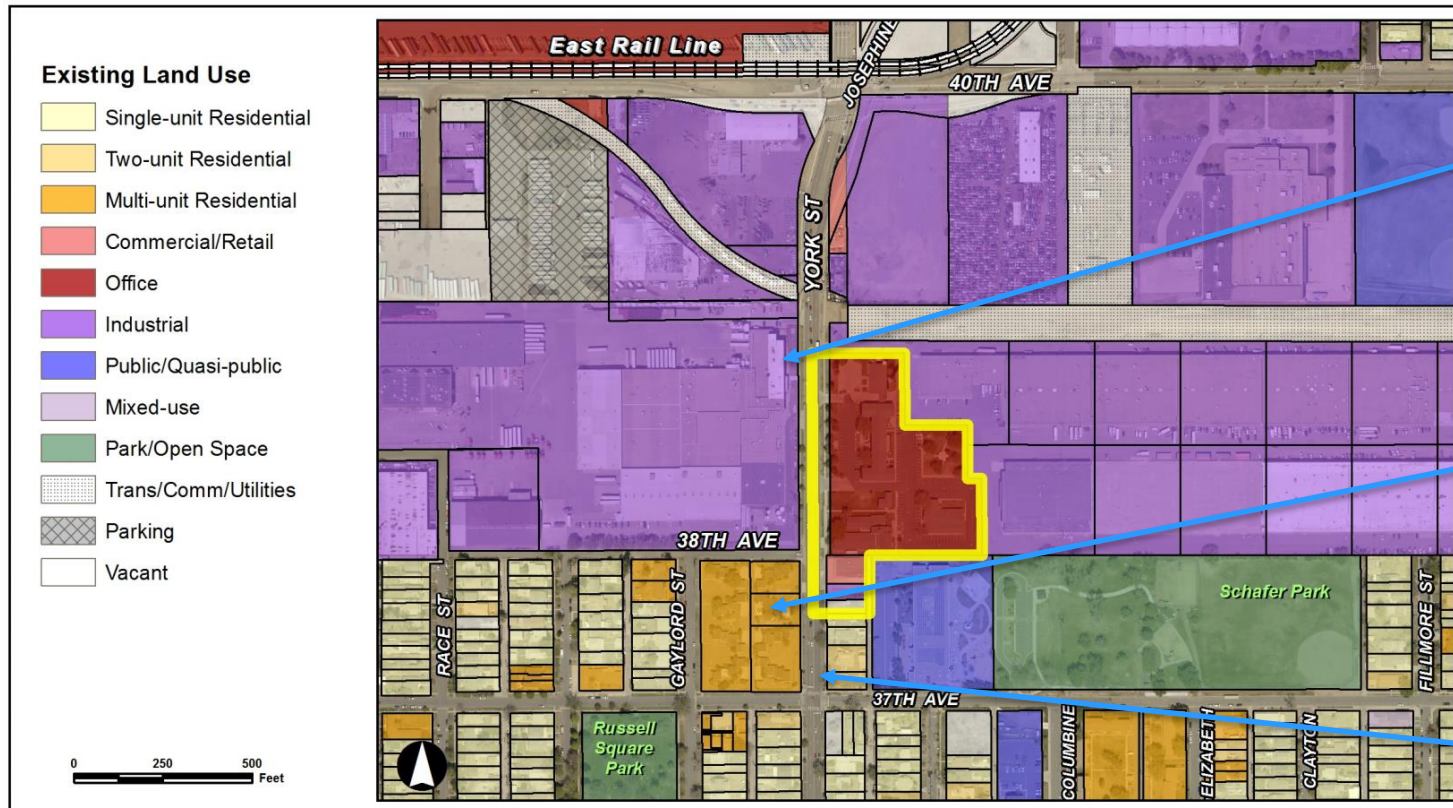 Existing Land Use
Single-unit Residential
Two-unit Residential
Multi-unit Residential
Commercial/Retail
Office
Industrial
Public/Quasi-public
Mixed-use
Park/Open Space
Trans/Comm/Utilities
Parking
Vacant
0 250 500
Feet
East Rail Line
JOSEPHINE
40TH AVE
YORK ST
38TH AVE
RACE ST
GAYLORD ST
Schafer Park
FILLMORE ST
37TH AVE
Russell
Square
Park
COLUMBINE
ELIZABETH
CLAYTON